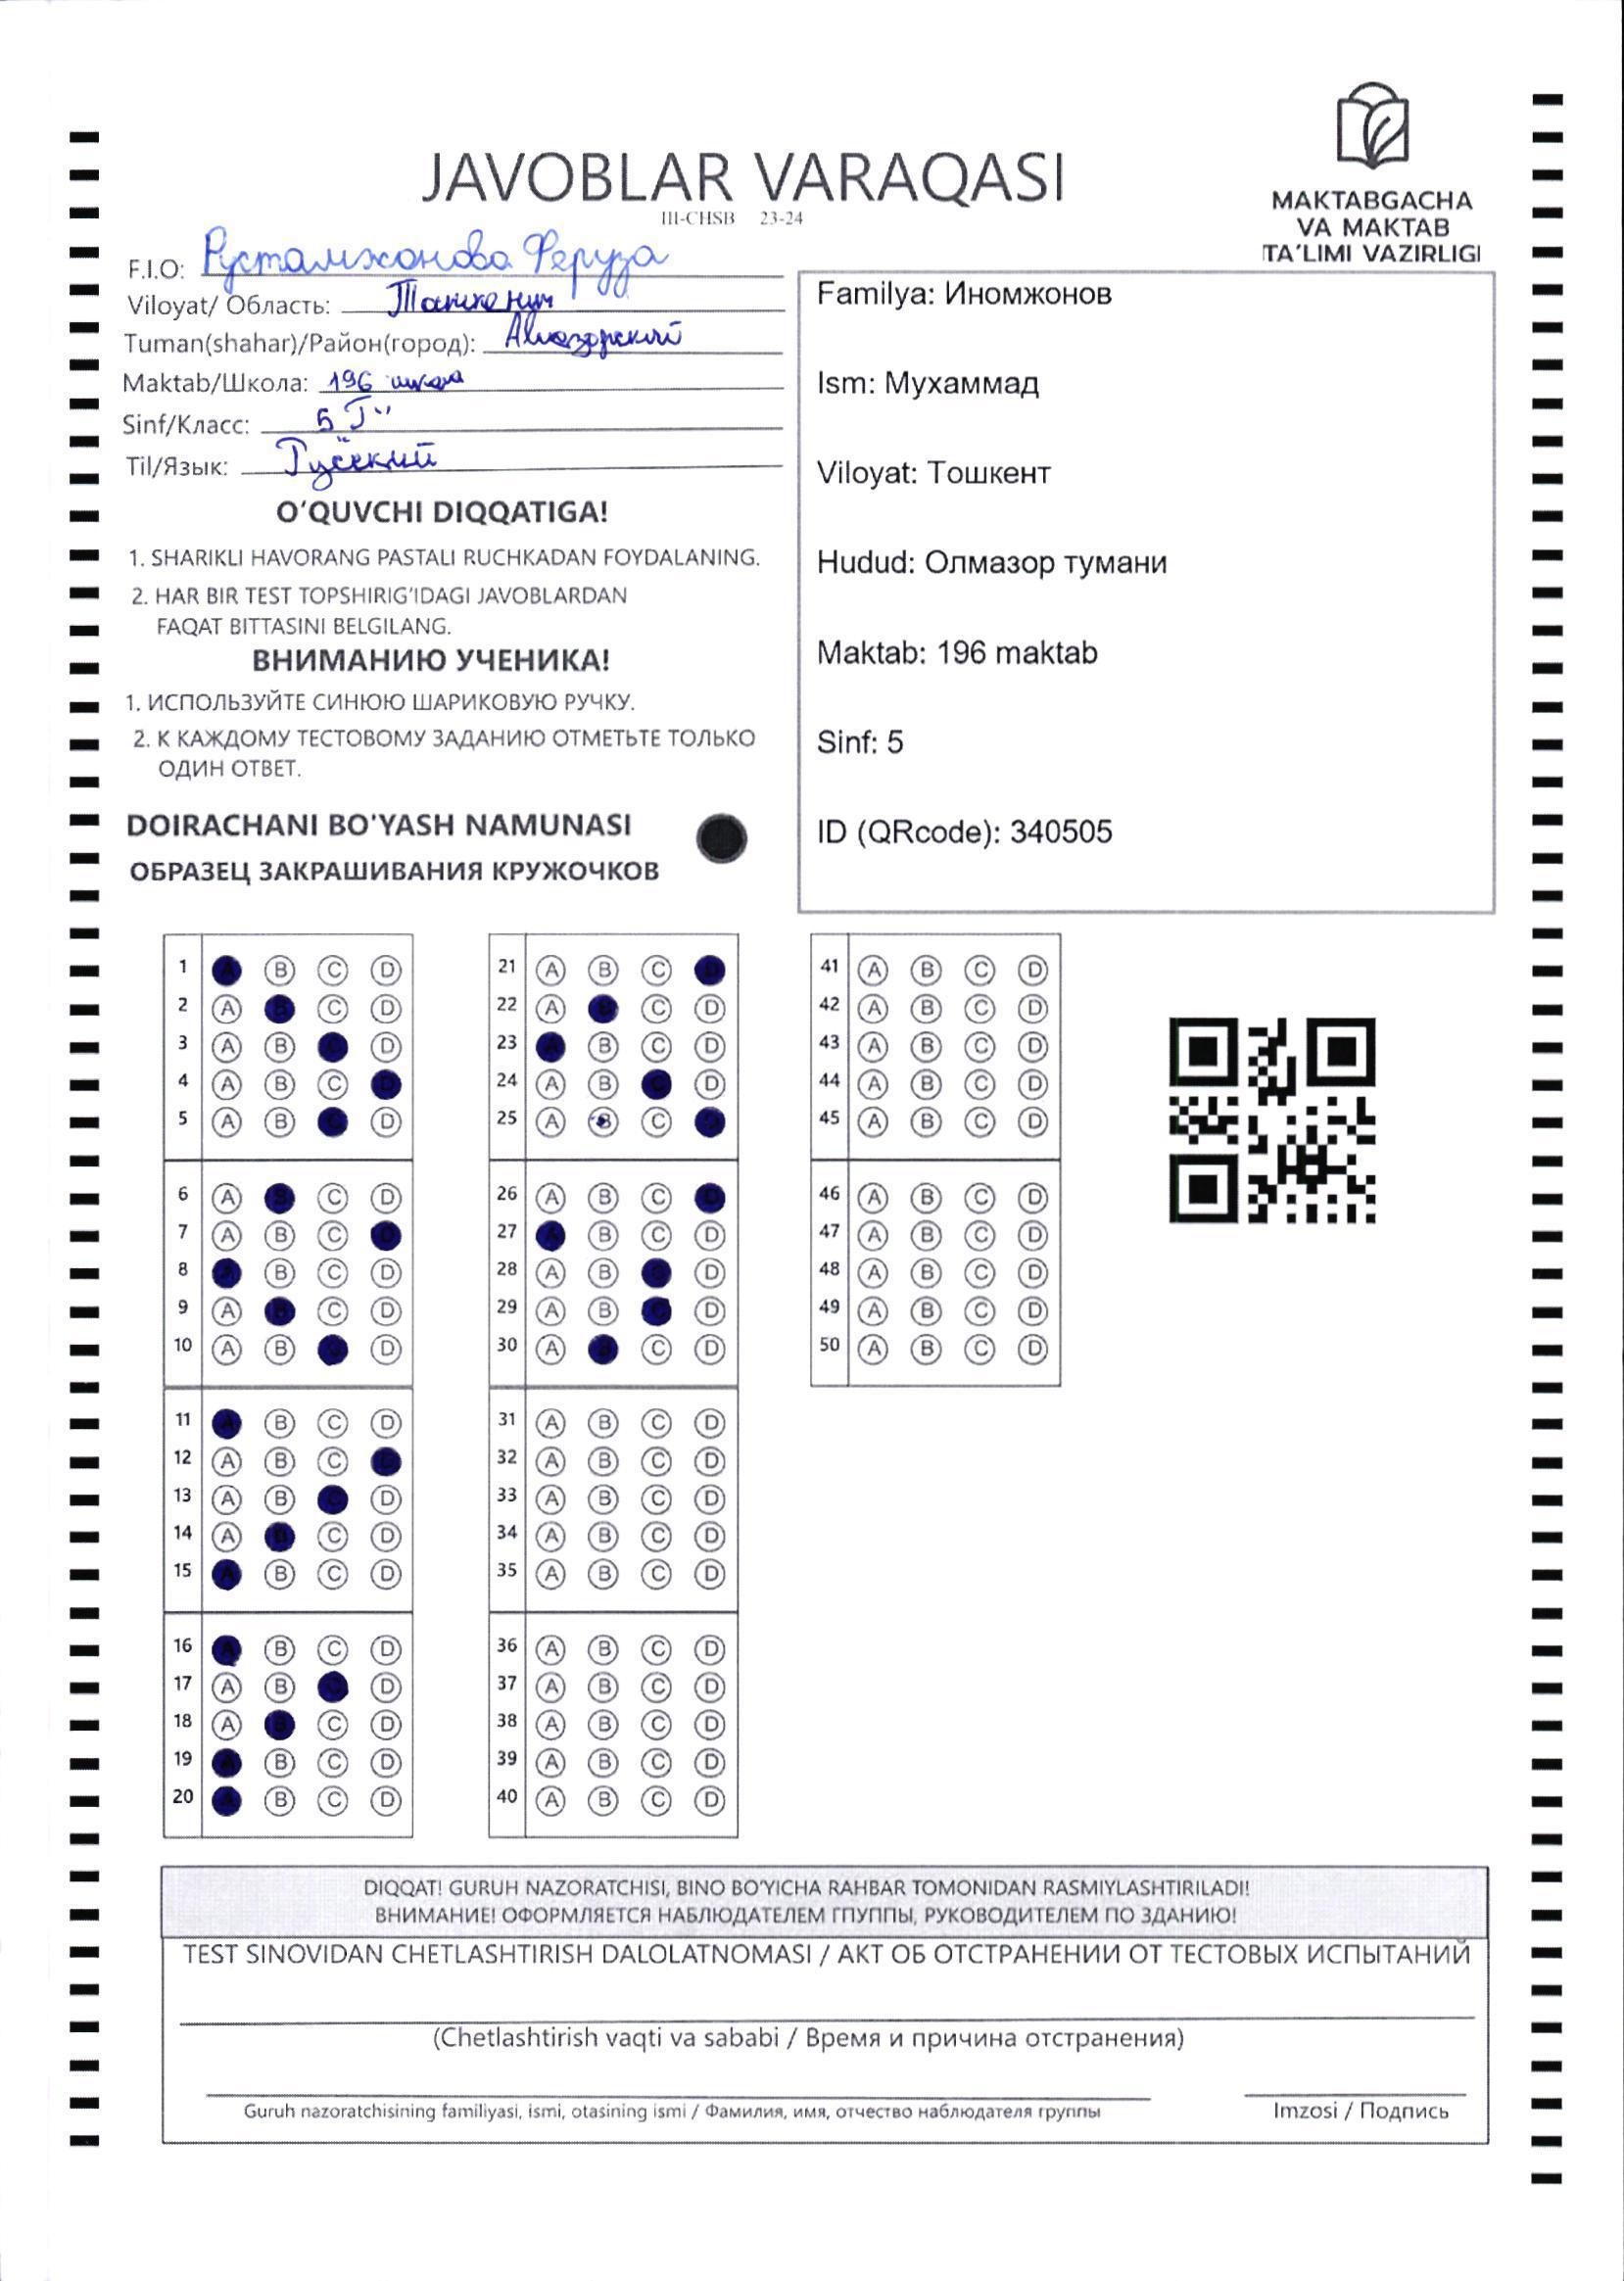 JAVOBLAR VARAQASI
III-CHSB 23-24
MAKTABGACHA
VA MAKTAB
TA'LIMI VAZIRLIGI
F.I.O: Рустамжонова Феруза
Viloyat/ Область: Ташкент
Tuman(shahar)/Район(город): Алмазорский
Maktab/Школа: 196 школа
Sinf/Класс: 5 "Г"
Til/Язык: Русский
O'QUVCHI DIQQATIGA!
1. SHARIKLI HAVORANG PASTALI RUCHKADAN FOYDALANING.
2. HAR BIR TEST TOPSHIRIG'IDAGI JAVOBLARDAN
FAQAT BITTASINI BELGILANG.
ВНИМАНИЮ УЧЕНИКА!
1. ИСПОЛЬЗУЙТЕ СИНЮЮ ШАРИКОВУЮ РУЧКУ.
2. К КАЖДОМУ ТЕСТОВОМУ ЗАДАНИЮ ОТМЕТЬТЕ ТОЛЬКО
ОДИН ОТВЕТ.
DOIRACHANI BO'YASH NAMUNASI
ОБРАЗЕЦ ЗАКРАШИВАНИЯ КРУЖОЧКОВ
Familya: Иномжонов
Ism: Мухаммад
Viloyat: Тошкент
Hudud: Олмазор тумани
Maktab: 196 maktab
Sinf: 5
ID (QRcode): 340505
1 A B C D
2 A B C D
3 A B C D
4 A B C D
5 A B C D
6 A B C D
7 A B C D
8 A B C D
9 A B C D
10 A B C D
11 A B C D
12 A B C D
13 A B C D
14 A B C D
15 A B C D
16 A B C D
17 A B C D
18 A B C D
19 A B C D
20 A B C D
21 A B C D
22 A B C D
23 A B C D
24 A B C D
25 A B C D
26 A B C D
27 A B C D
28 A B C D
29 A B C D
30 A B C D
31 A B C D
32 A B C D
33 A B C D
34 A B C D
35 A B C D
36 A B C D
37 A B C D
38 A B C D
39 A B C D
40 A B C D
41 A B C D
42 A B C D
43 A B C D
44 A B C D
45 A B C D
46 A B C D
47 A B C D
48 A B C D
49 A B C D
50 A B C D
DIQQAT! GURUH NAZORATCHISI, BINO BO'YICHA RAHBAR TOMONIDAN RASMIYLASHTIRILADI!
ВНИМАНИЕ! ОФОРМЛЯЕТСЯ НАБЛЮДАТЕЛЕМ ГПУППЫ, РУКОВОДИТЕЛЕМ ПО ЗДАНИЮ!
TEST SINOVIDAN CHETLASHTIRISH DALOLATNOMASI / АКТ ОБ ОТСТРАНЕНИИ ОТ ТЕСТОВЫХ ИСПЫТАНИЙ
(Chetlashtirish vaqti va sababi / Время и причина отстранения)
Guruh nazoratchisining familiyasi, ismi, otasining ismi / Фамилия, имя, отчество наблюдателя группы
Imzosi / Подпись